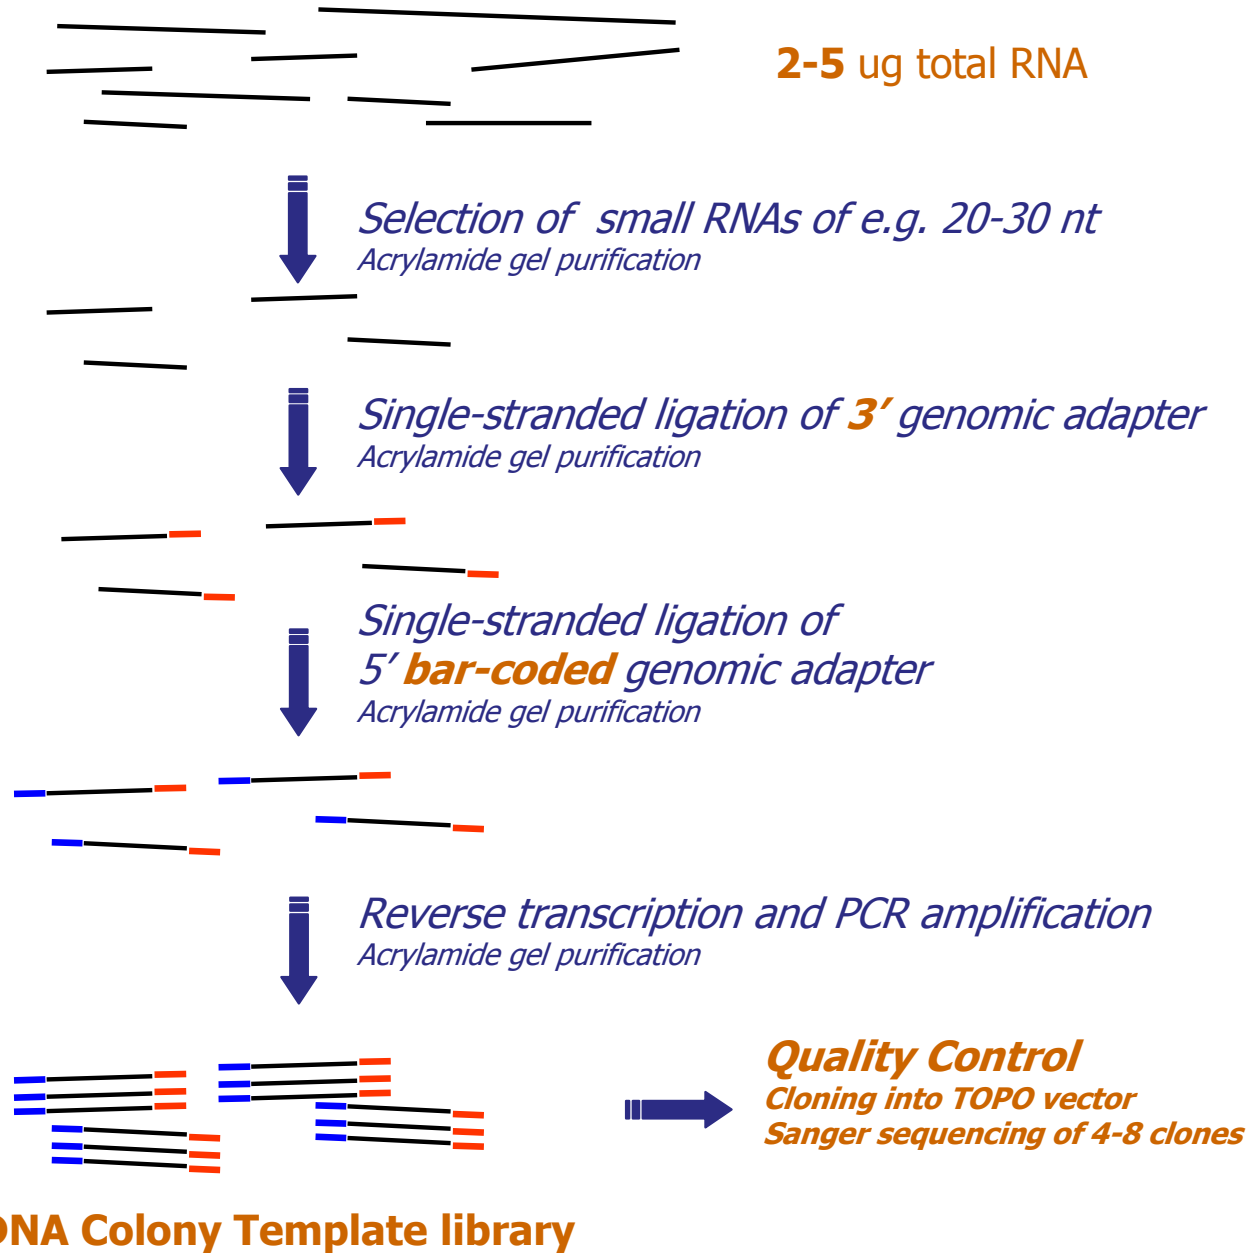 2-5 ug total RNA
Selection of small RNAs of e.g. 20-30 nt
Acrylamide gel purification
Single-stranded ligation of 3′ genomic adapter
Acrylamide gel purification
Single-stranded ligation of
5′ bar-coded genomic adapter
Acrylamide gel purification
Reverse transcription and PCR amplification
Acrylamide gel purification
Quality Control
Cloning into TOPO vector
Sanger sequencing of 4-8 clones
DNA Colony Template library